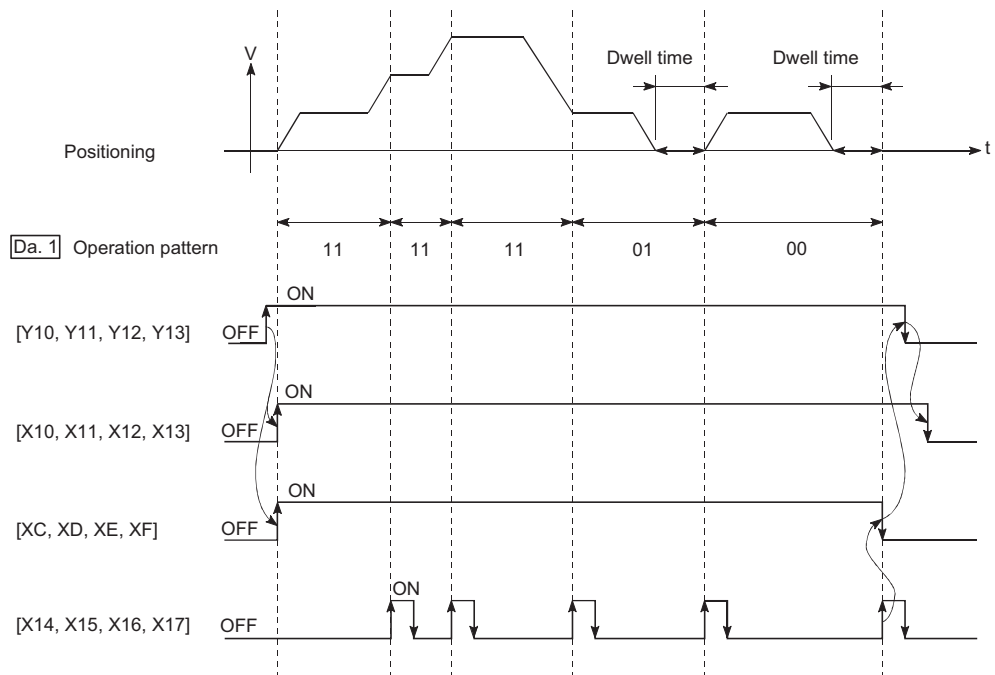 V
Dwell time
Dwell time
Positioning
t
Da. 1 Operation pattern
11
11
11
01
00
ON
[Y10, Y11, Y12, Y13] OFF
ON
[X10, X11, X12, X13] OFF
ON
[XC, XD, XE, XF] OFF
ON
[X14, X15, X16, X17] OFF